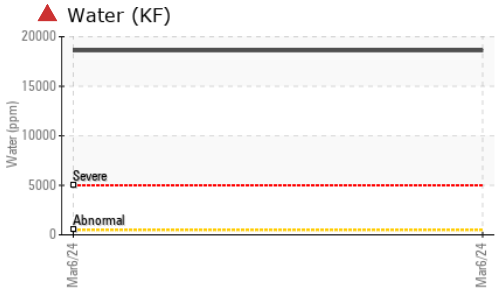 Water (KF)
20000
15000
10000
5000
0
Water (ppm)
Severe
Abnormal
Mar6/24
Mar6/24